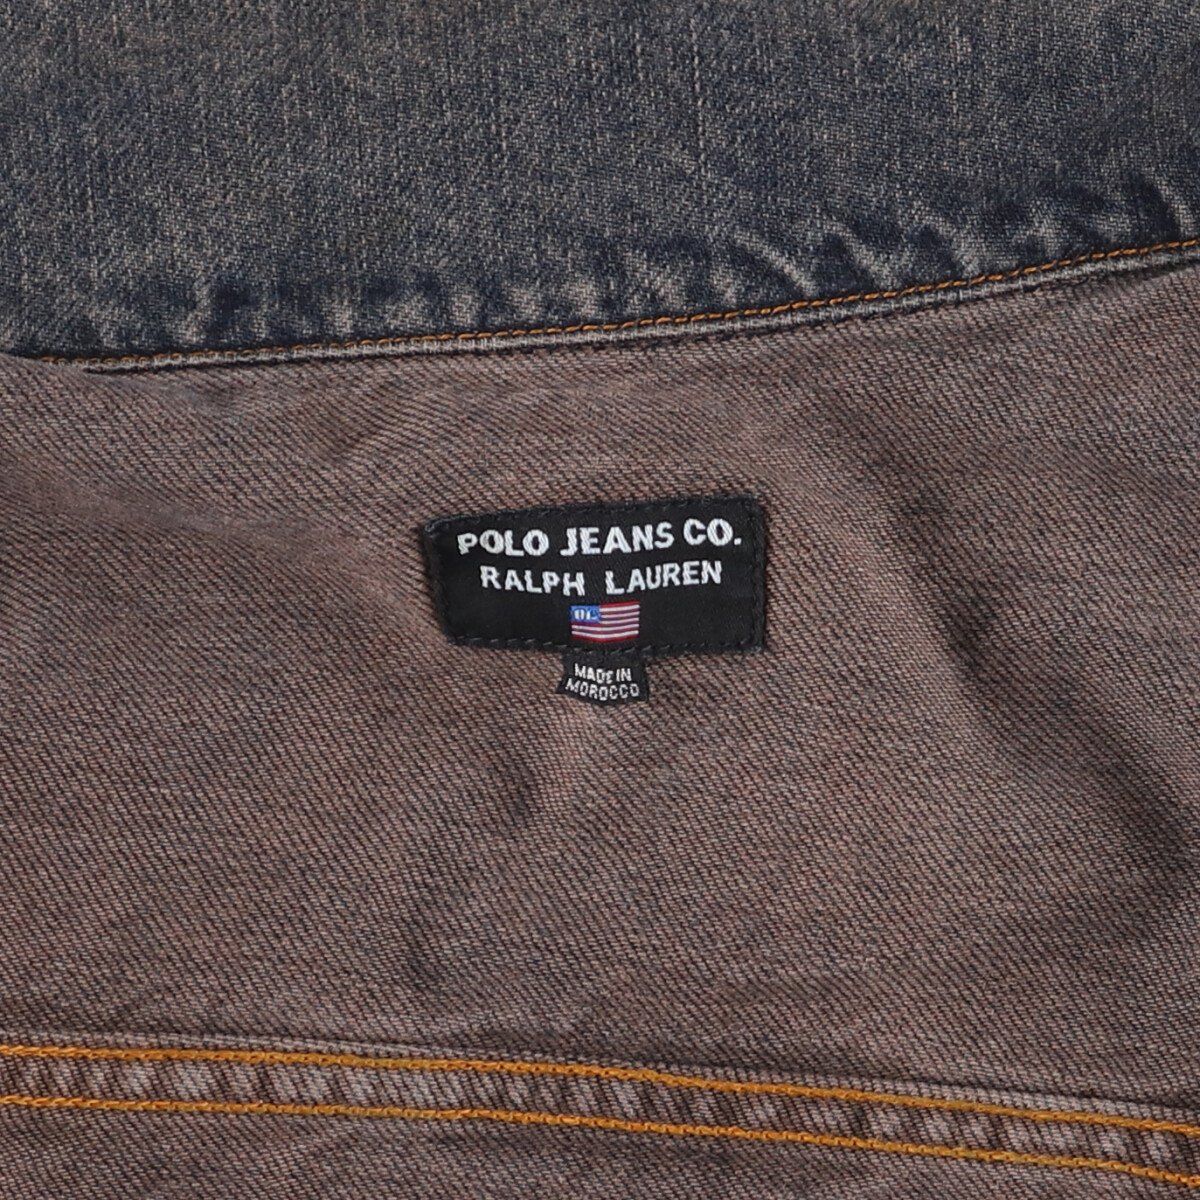 POLO JEANS CO.
RALPH LAUREN
MADE IN
MOROCCO